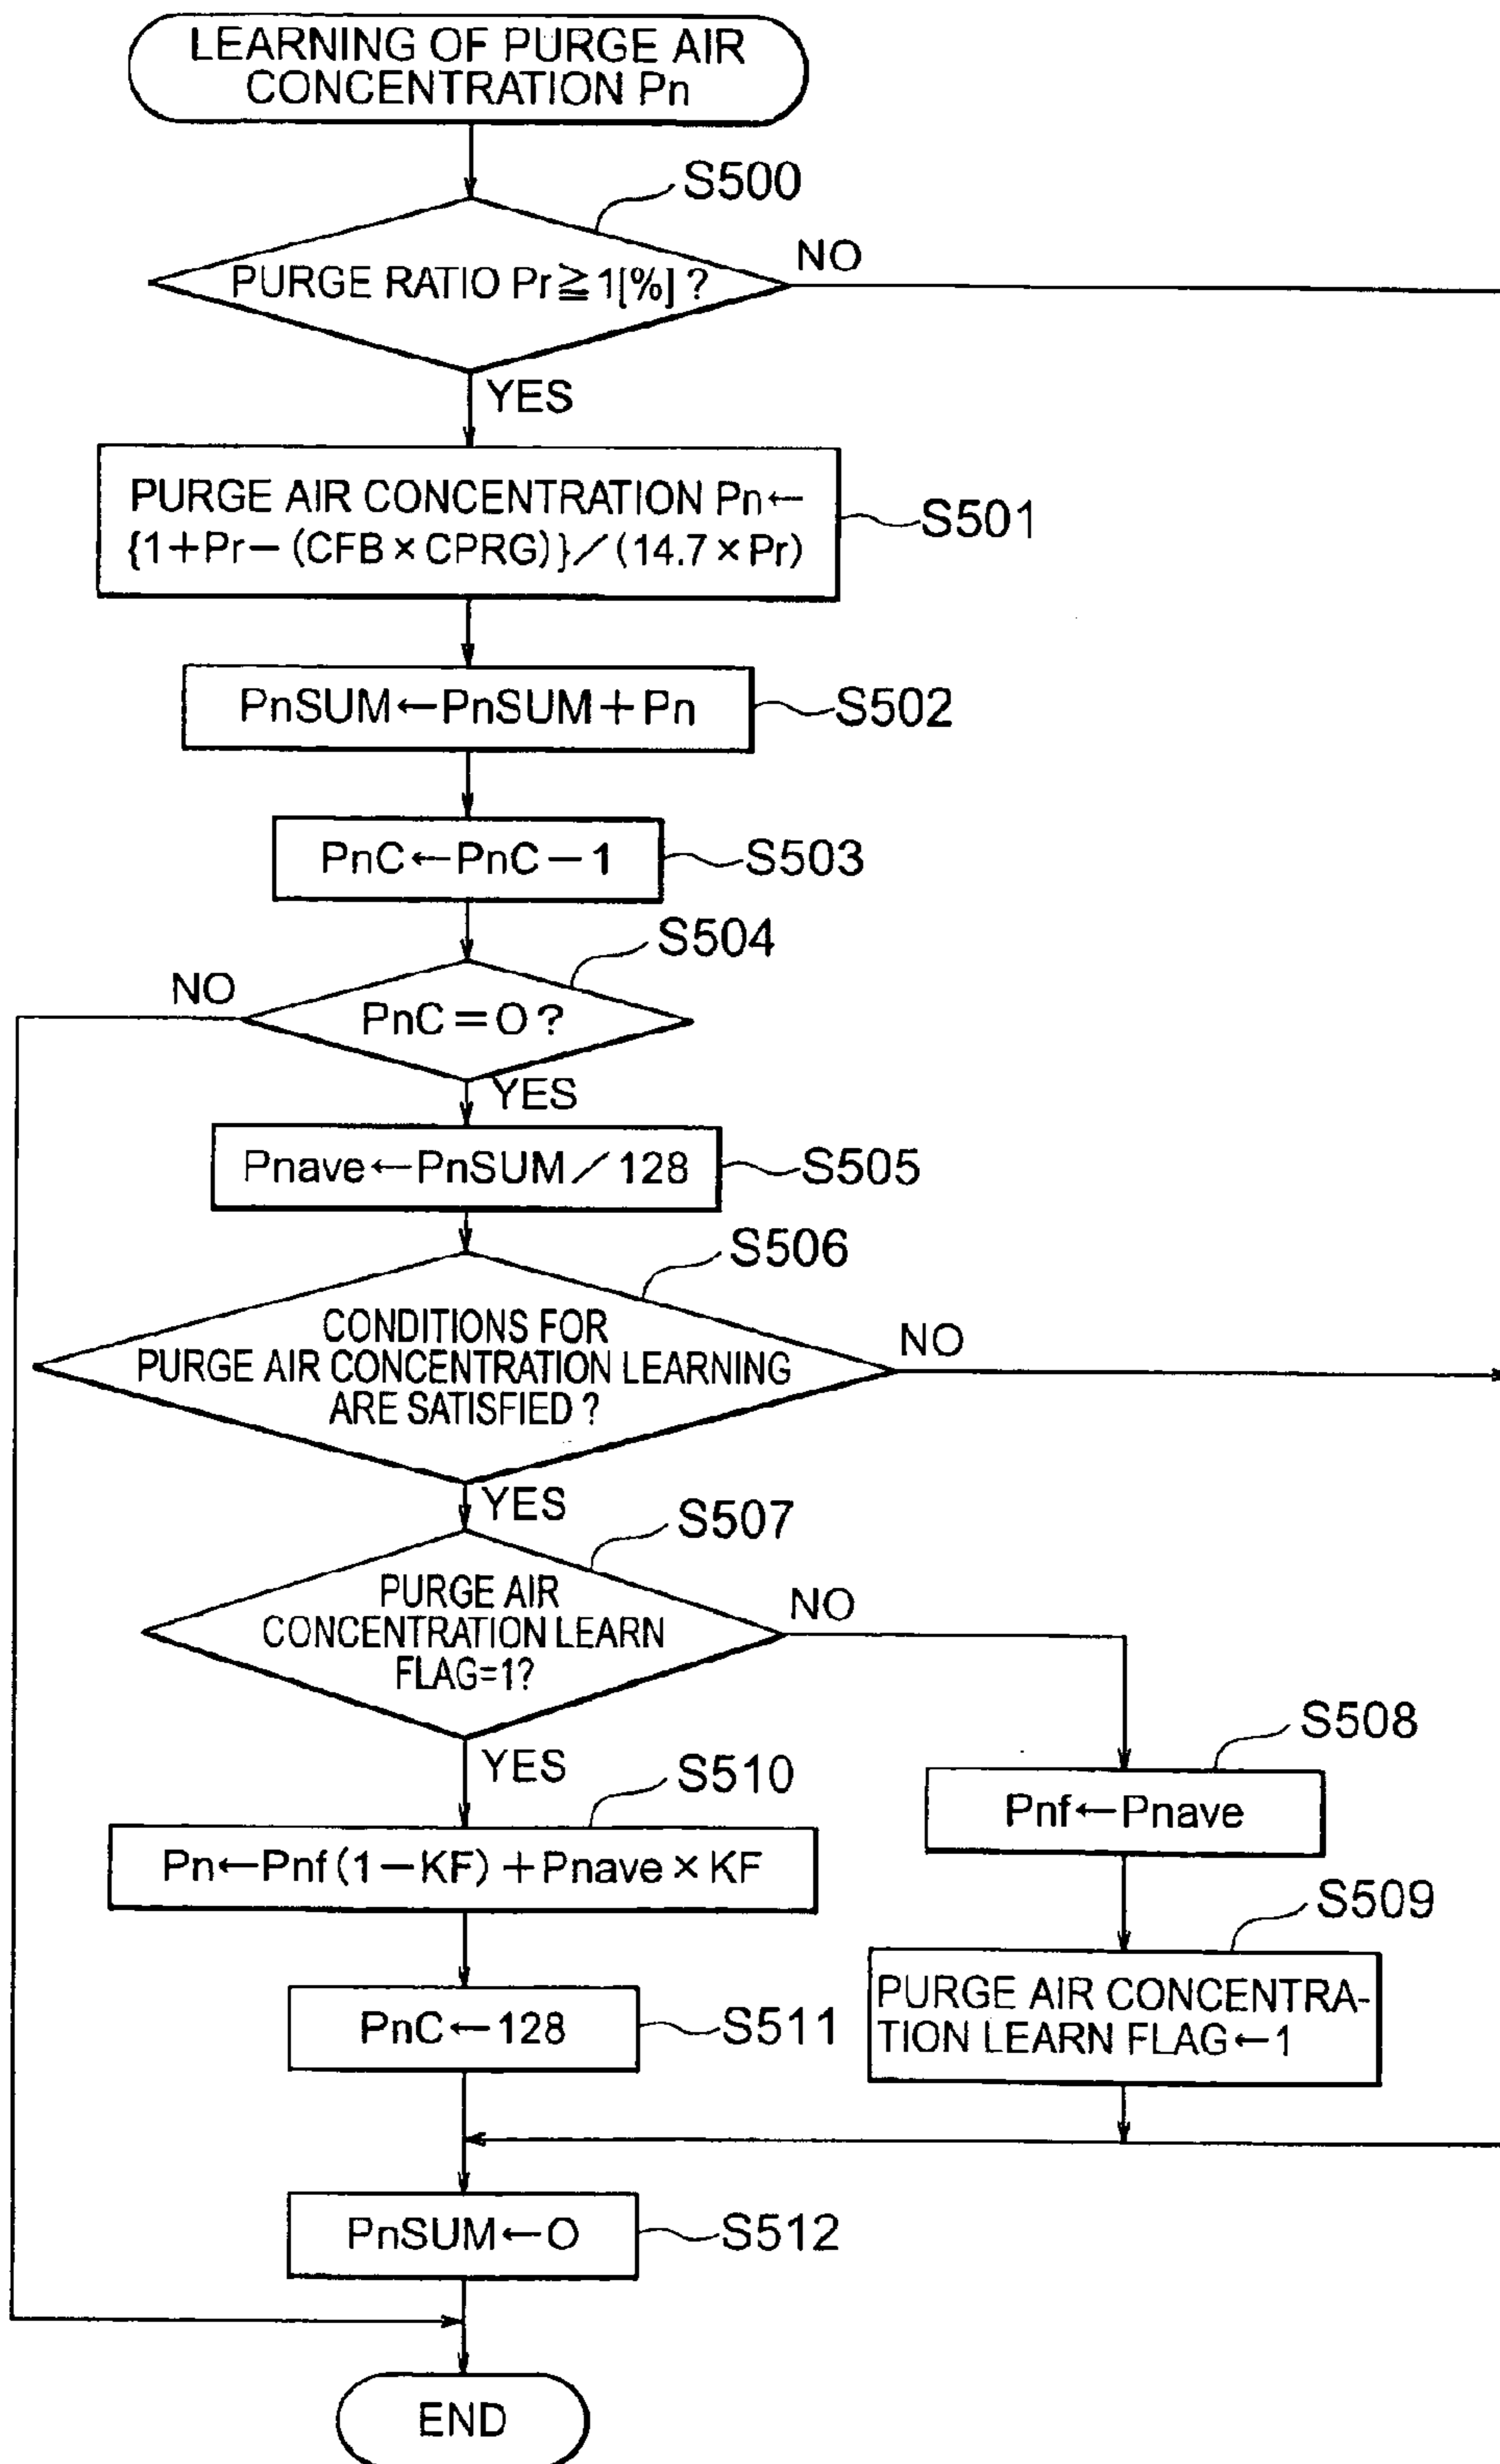 LEARNING OF PURGE AIR
CONCENTRATION Pn
S500
PURGE RATIO Pr≧1[%]?
NO
YES
PURGE AIR CONCENTRATION Pn←
{1+Pr−(CFB×CPRG)}/(14.7×Pr)
S501
PnSUM←PnSUM+Pn
S502
PnC←PnC−1
S503
S504
NO
PnC=0?
YES
Pnave←PnSUM/128
S505
S506
CONDITIONS FOR
PURGE AIR CONCENTRATION LEARNING
ARE SATISFIED?
NO
YES
S507
PURGE AIR
CONCENTRATION LEARN
FLAG=1?
NO
YES
S508
Pnf←Pnave
S510
Pn←Pnf(1−KF)+Pnave×KF
S509
PURGE AIR CONCENTRA-
TION LEARN FLAG←1
PnC←128
S511
PnSUM←0
S512
END